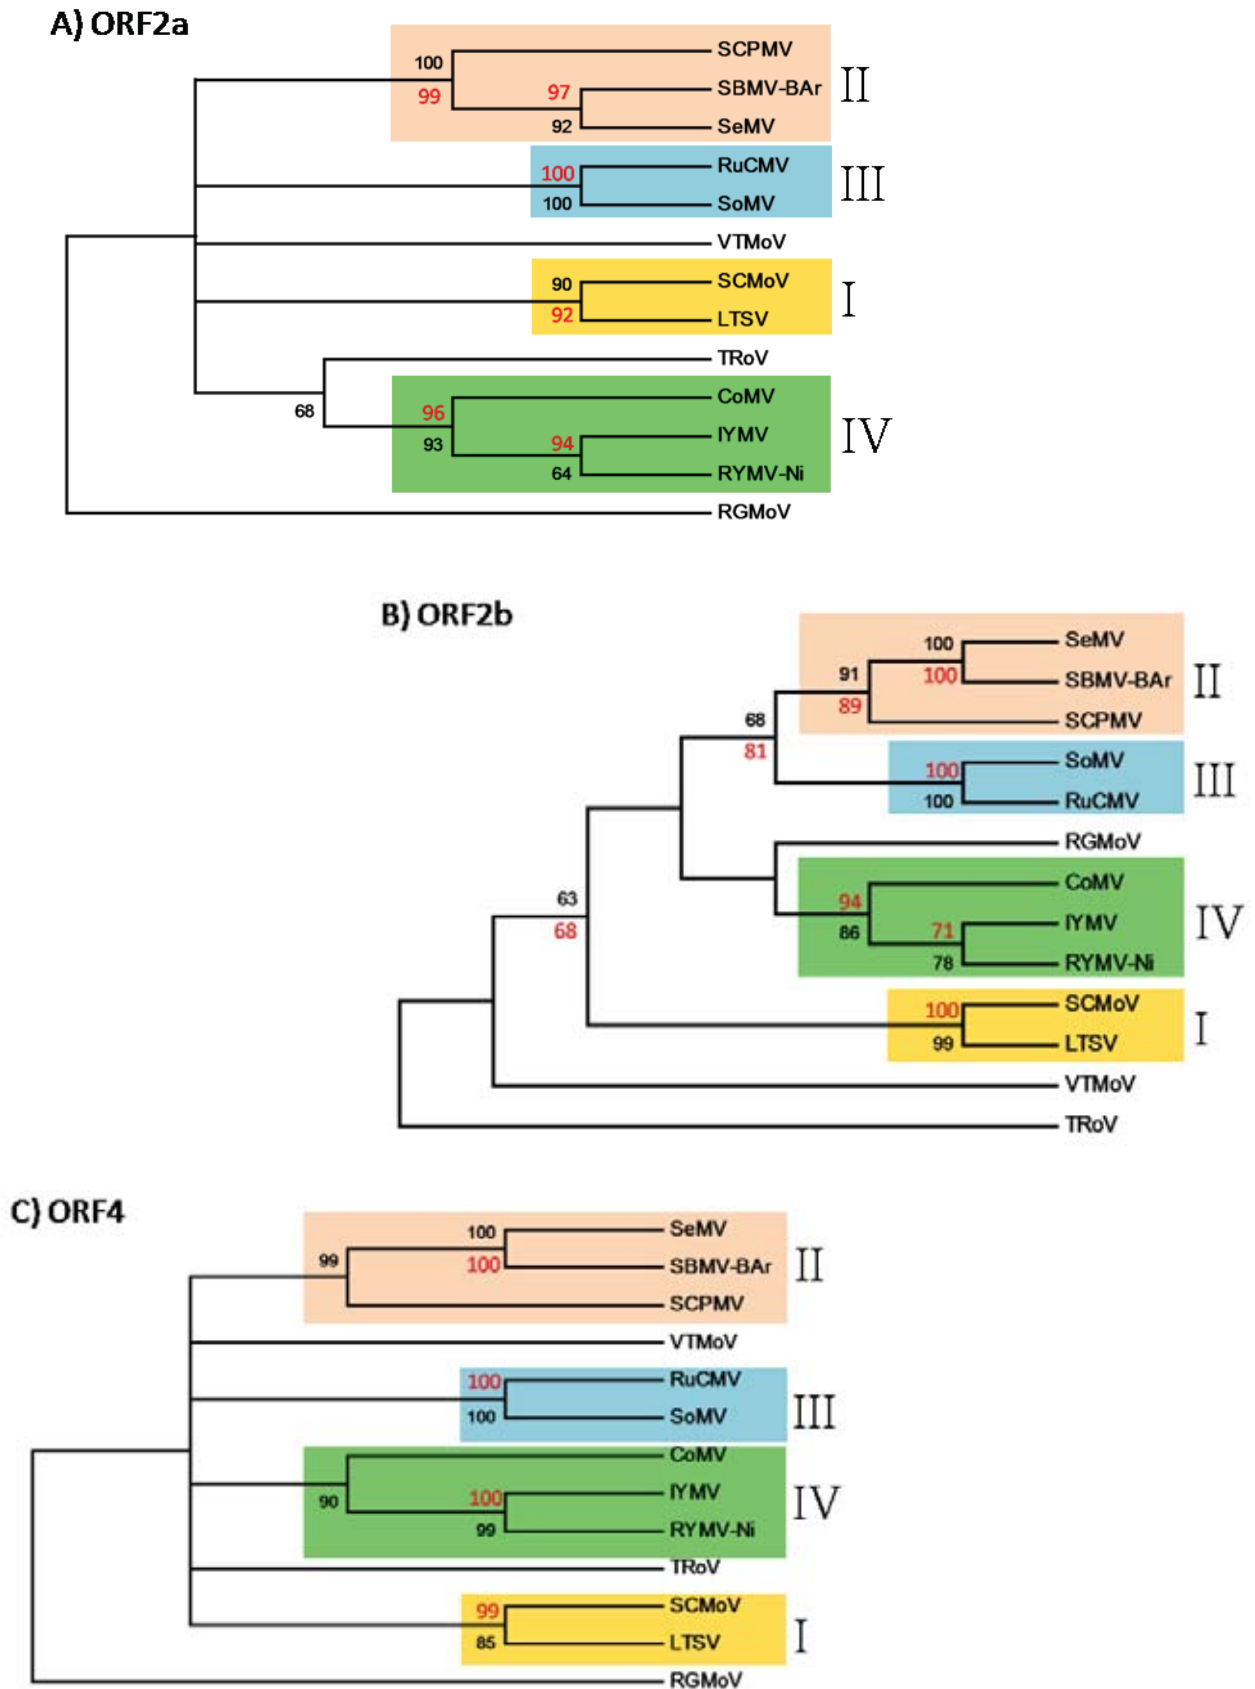 A) ORF2a
SCPMV
100
99
97
SBMV-BAr
II
92
SeMV
100
RuCMV
III
100
SoMV
VTMoV
90
SCMoV
I
92
LTSV
TRoV
68
96
CoMV
93
94
IYMV
IV
64
RYMV-Ni
RGMoV
B) ORF2b
100
SeMV
91
100
SBMV-BAr
II
89
SCPMV
68
81
100
SoMV
III
100
RuCMV
RGMoV
CoMV
94
86
71
IYMV
IV
78
RYMV-Ni
63
68
100
SCMoV
I
99
LTSV
VTMoV
TRoV
C) ORF4
100
SeMV
99
100
SBMV-BAr
II
SCPMV
VTMoV
100
RuCMV
III
100
SoMV
CoMV
90
100
IYMV
IV
99
RYMV-Ni
TRoV
99
SCMoV
I
85
LTSV
RGMoV